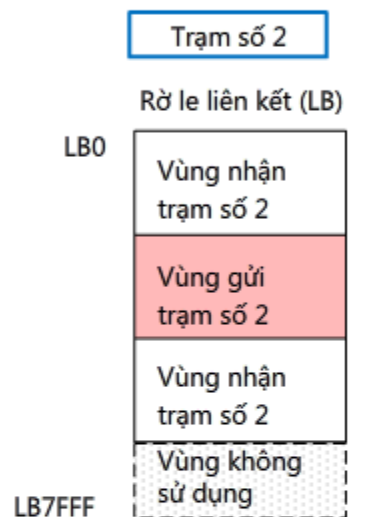 Trạm số 2
Rờ le liên kết (LB)
LB0
Vùng nhận
trạm số 2
Vùng gửi
trạm số 2
Vùng nhận
trạm số 2
Vùng không
sử dụng
LB7FFF